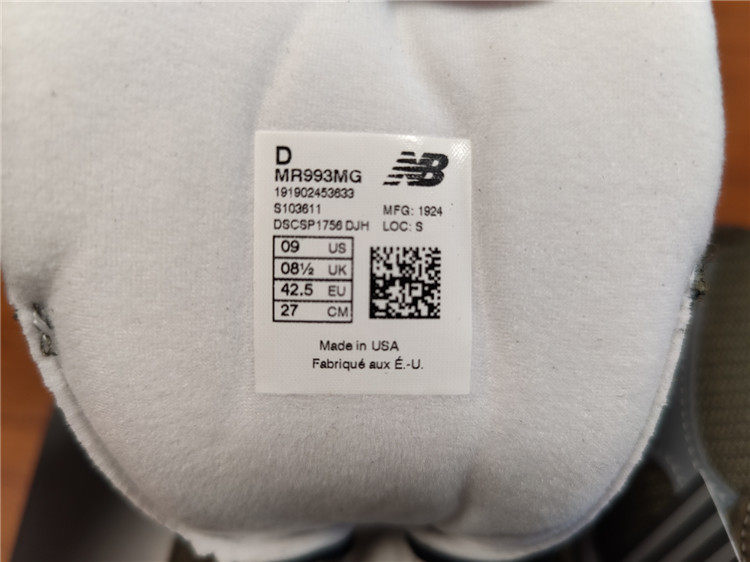 D
MR993MG
NB
191902453633
S103611
MFG: 1924
DSCSP1756 DJH
LOC: S
09 US
08½ UK
42.5 EU
27 CM
Made in USA
Fabriqué aux É.-U.